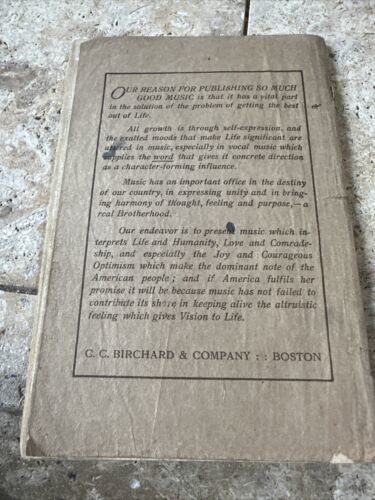 OUR REASON FOR PUBLISHING SO MUCH
GOOD MUSIC is that it has a vital part
in the solution of the problem of getting the best
out of Life.
All growth is through self-expression, and
the exalted moods that make Life significant are
uttered in music, especially in vocal music which
supplies the word that gives it concrete direction
as a character-forming influence.
Music has an important office in the destiny
of our country, in expressing unity and in bring-
ing harmony of thought, feeling and purpose,—a
real Brotherhood.
Our endeavor is to present music which in-
terprets Life and Humanity, Love and Comrade-
ship, and especially the Joy and Courageous
Optimism which make the dominant note of the
American people; and if America fulfils her
promise it will be because music has not failed to
contribute its share in keeping alive the altruistic
feeling which gives Vision to Life.
C. C. BIRCHARD & COMPANY : : BOSTON